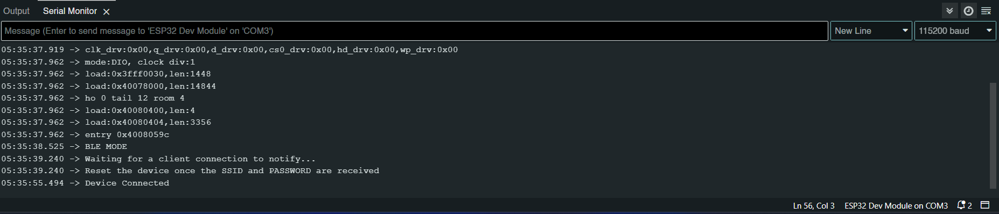 Output Serial Monitor
Message (Enter to send message to 'ESP32 Dev Module' on 'COM3') New Line 115200 baud
05:35:37.919 -> clk_drv:0x00,q_drv:0x00,d_drv:0x00,cs0_drv:0x00,hd_drv:0x00,wp_drv:0x00
05:35:37.962 -> mode:DIO, clock div:1
05:35:37.962 -> load:0x3fff0030,len:1448
05:35:37.962 -> load:0x40078000,len:14844
05:35:37.962 -> ho 0 tail 12 room 4
05:35:37.962 -> load:0x40080400,len:4
05:35:37.962 -> load:0x40080404,len:3356
05:35:37.962 -> entry 0x4008059c
05:35:38.525 -> BLE MODE
05:35:39.240 -> Waiting for a client connection to notify...
05:35:39.240 -> Reset the device once the SSID and PASSWORD are received
05:35:55.494 -> Device Connected
Ln 56, Col 3 ESP32 Dev Module on COM3 2